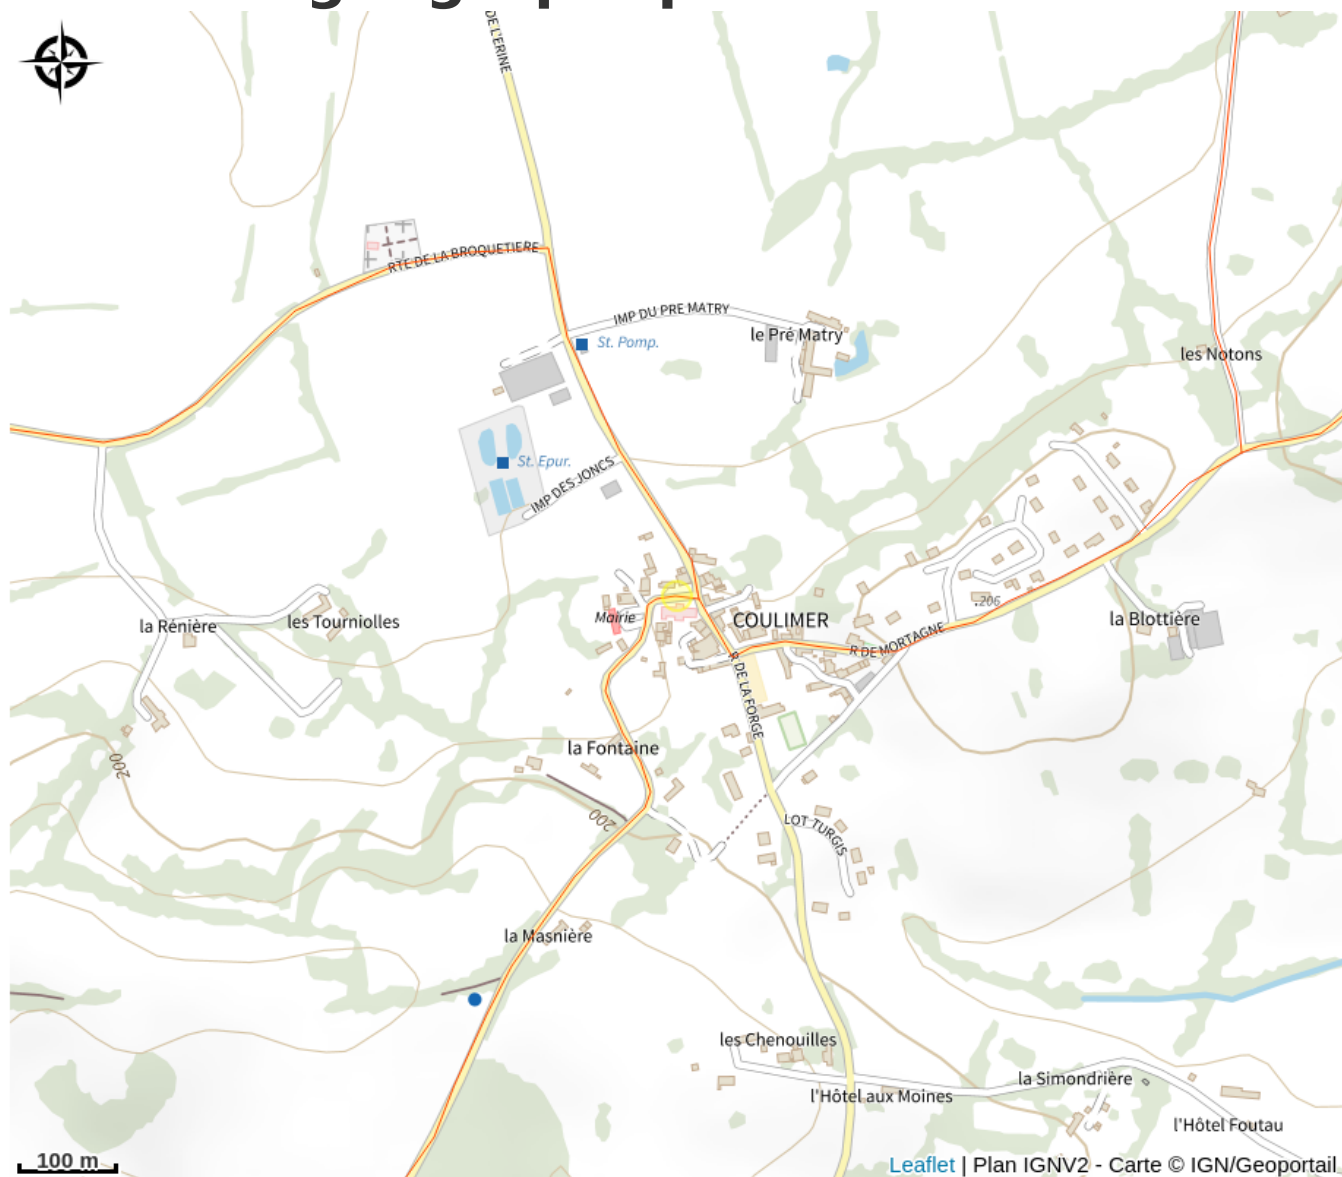 DE L'ERINE
RTE DE LA BROQUETIERE
IMP DU PRE MATRY
le Pré Matry
St. Pomp.
les Notons
St. Epur.
IMP DES JONCS
.206
la Rénière
les Tourniolles
Mairie
COULIMER
la Blottière
R DE MORTAGNE
R DE LA FORGE
la Fontaine
200
200
LOT TURGIS
la Masnière
les Chenouilles
la Simondrière
l'Hôtel aux Moines
l'Hôtel Foutau
100 m
Leaflet | Plan IGNV2 - Carte © IGN/Geoportail